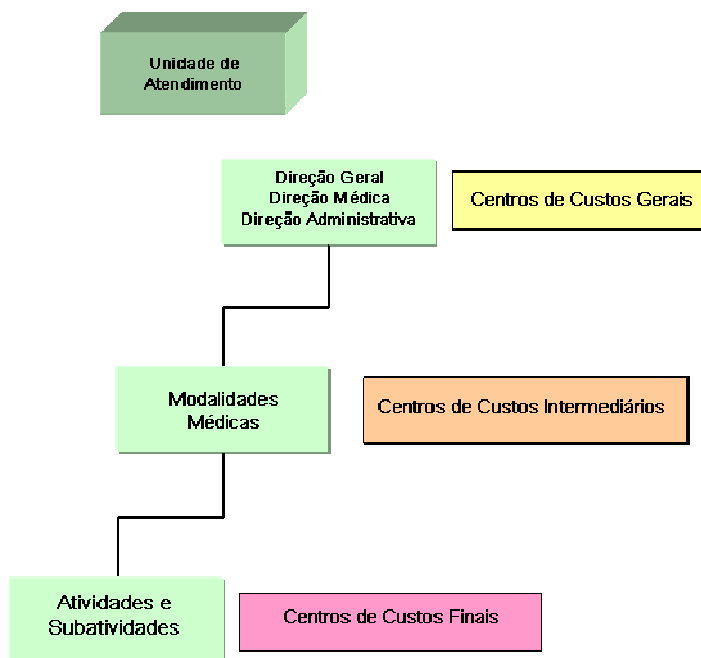 Unidade de
Atendimento
Direção Geral
Direção Médica
Direção Administrativa
Centros de Custos Gerais
Modalidades
Médicas
Centros de Custos Intermediários
Atividades e
Subatividades
Centros de Custos Finais